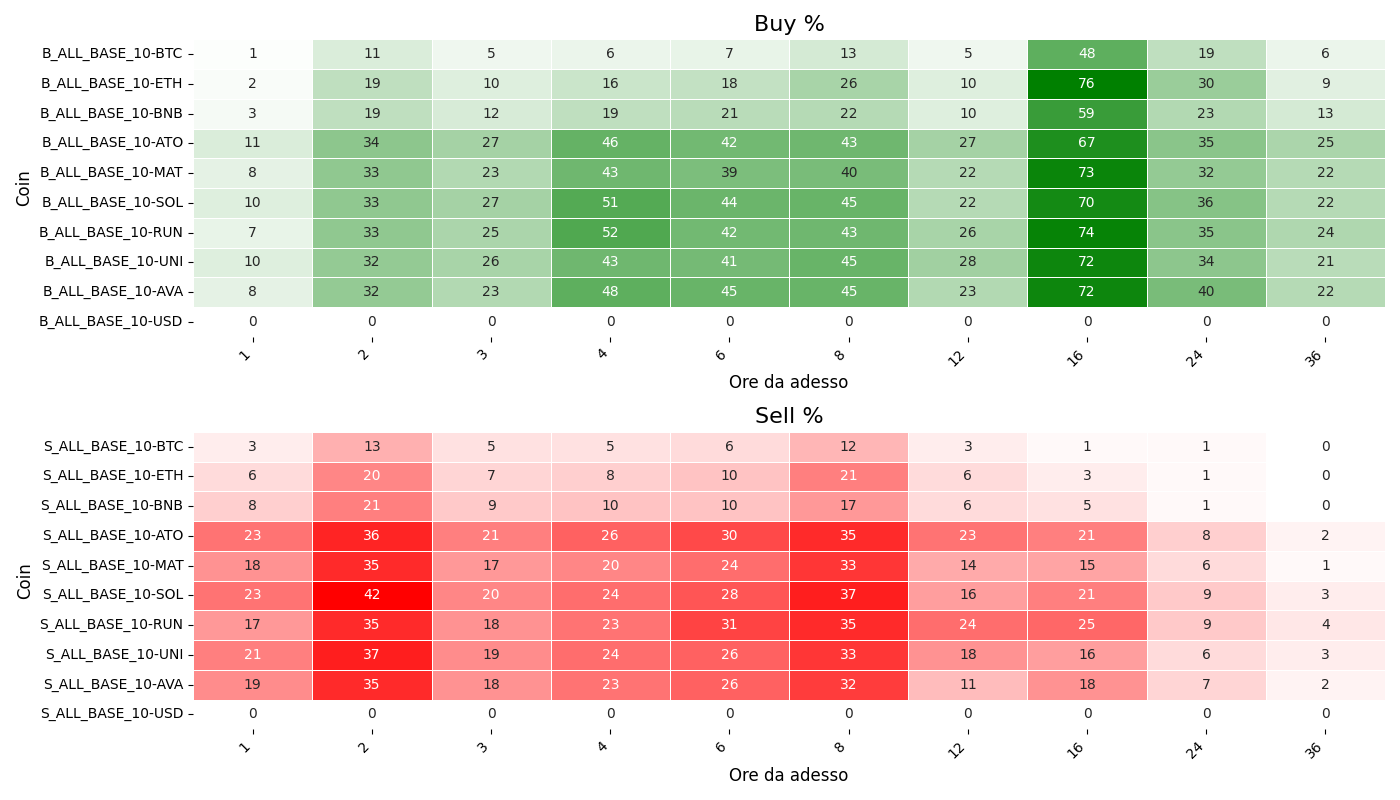 Buy %
Coin
B_ALL_BASE_10-BTC 1 11 5 6 7 13 5 48 19 6
B_ALL_BASE_10-ETH 2 19 10 16 18 26 10 76 30 9
B_ALL_BASE_10-BNB 3 19 12 19 21 22 10 59 23 13
B_ALL_BASE_10-ATO 11 34 27 46 42 43 27 67 35 25
B_ALL_BASE_10-MAT 8 33 23 43 39 40 22 73 32 22
B_ALL_BASE_10-SOL 10 33 27 51 44 45 22 70 36 22
B_ALL_BASE_10-RUN 7 33 25 52 42 43 26 74 35 24
B_ALL_BASE_10-UNI 10 32 26 43 41 45 28 72 34 21
B_ALL_BASE_10-AVA 8 32 23 48 45 45 23 72 40 22
B_ALL_BASE_10-USD 0 0 0 0 0 0 0 0 0 0
1 2 3 4 6 8 12 16 24 36
Ore da adesso
Sell %
Coin
S_ALL_BASE_10-BTC 3 13 5 5 6 12 3 1 1 0
S_ALL_BASE_10-ETH 6 20 7 8 10 21 6 3 1 0
S_ALL_BASE_10-BNB 8 21 9 10 10 17 6 5 1 0
S_ALL_BASE_10-ATO 23 36 21 26 30 35 23 21 8 2
S_ALL_BASE_10-MAT 18 35 17 20 24 33 14 15 6 1
S_ALL_BASE_10-SOL 23 42 20 24 28 37 16 21 9 3
S_ALL_BASE_10-RUN 17 35 18 23 31 35 24 25 9 4
S_ALL_BASE_10-UNI 21 37 19 24 26 33 18 16 6 3
S_ALL_BASE_10-AVA 19 35 18 23 26 32 11 18 7 2
S_ALL_BASE_10-USD 0 0 0 0 0 0 0 0 0 0
1 2 3 4 6 8 12 16 24 36
Ore da adesso